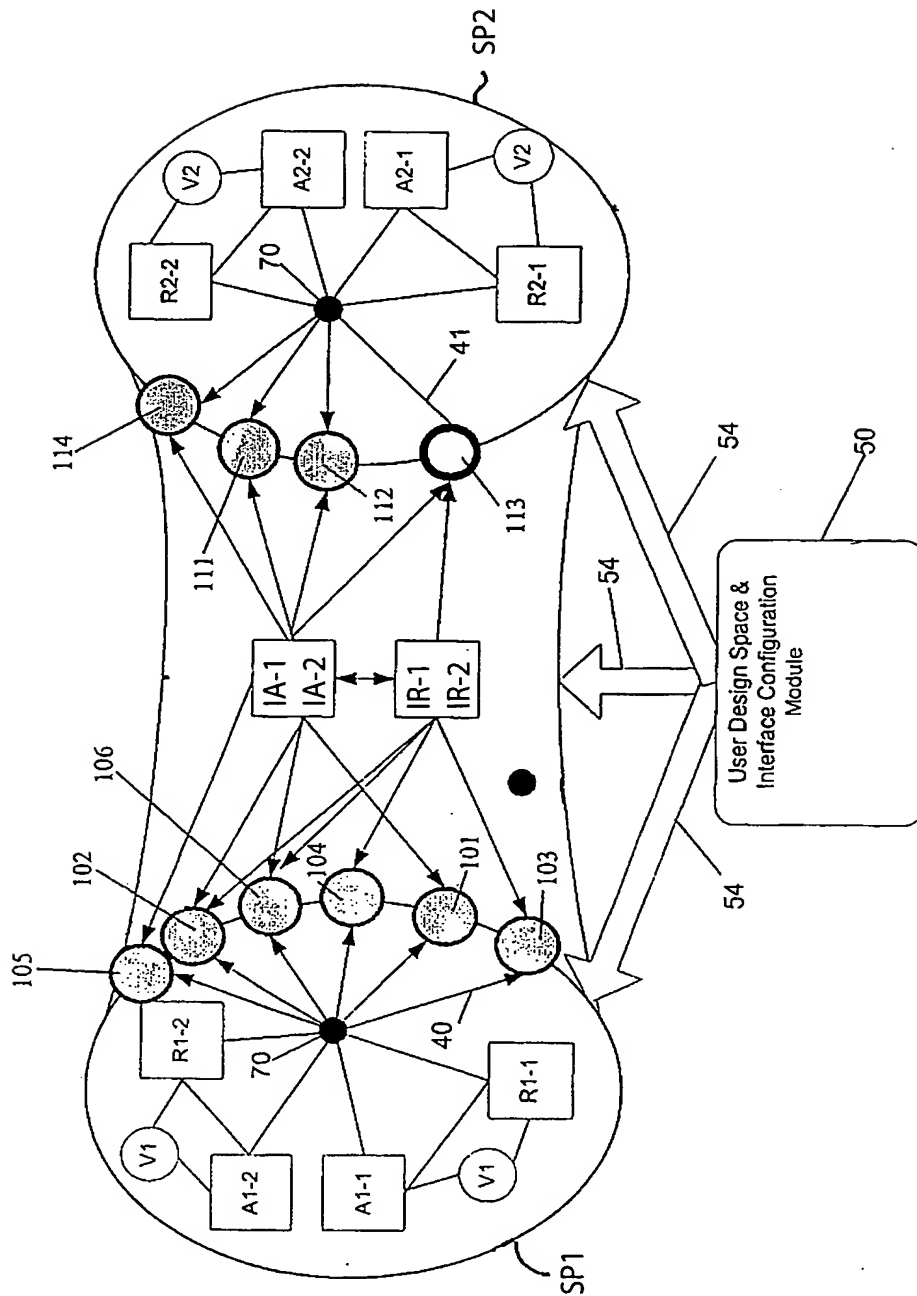 SP2
V2
A2-2
A2-1
V2
R2-2
70
R2-1
41
114
111
112
113
54
50
54
User Design Space &
Interface Configuration
Module
54
IA-1
IA-2
IR-1
IR-2
106
102
104
101
103
105
R1-2
70
40
V1
A1-2
A1-1
V1
R1-1
SP1